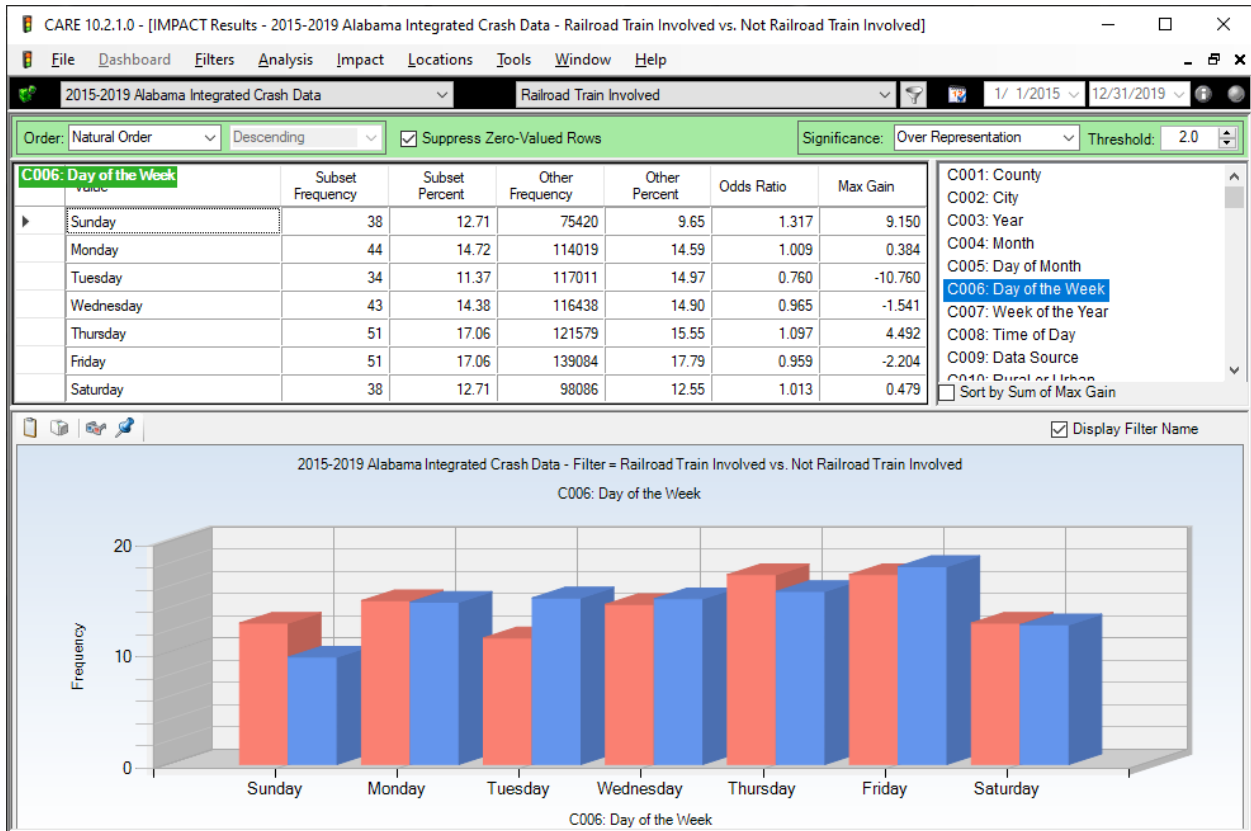 CARE 10.2.1.0 - [IMPACT Results - 2015-2019 Alabama Integrated Crash Data - Railroad Train Involved vs. Not Railroad Train Involved]
File Dashboard Filters Analysis Impact Locations Tools Window Help
2015-2019 Alabama Integrated Crash Data Railroad Train Involved 12 1/ 1/2015 12/31/2019
Order: Natural Order Descending Suppress Zero-Valued Rows Significance: Over Representation Threshold: 2.0
C006: Day of the Week
Value Subset Frequency Subset Percent Other Frequency Other Percent Odds Ratio Max Gain
Sunday 38 12.71 75420 9.65 1.317 9.150
Monday 44 14.72 114019 14.59 1.009 0.384
Tuesday 34 11.37 117011 14.97 0.760 -10.760
Wednesday 43 14.38 116438 14.90 0.965 -1.541
Thursday 51 17.06 121579 15.55 1.097 4.492
Friday 51 17.06 139084 17.79 0.959 -2.204
Saturday 38 12.71 98086 12.55 1.013 0.479
C001: County
C002: City
C003: Year
C004: Month
C005: Day of Month
C006: Day of the Week
C007: Week of the Year
C008: Time of Day
C009: Data Source
C010: Rural or Urban
Sort by Sum of Max Gain
Display Filter Name
2015-2019 Alabama Integrated Crash Data - Filter = Railroad Train Involved vs. Not Railroad Train Involved
C006: Day of the Week
20
10
0
Frequency
Sunday Monday Tuesday Wednesday Thursday Friday Saturday
C006: Day of the Week